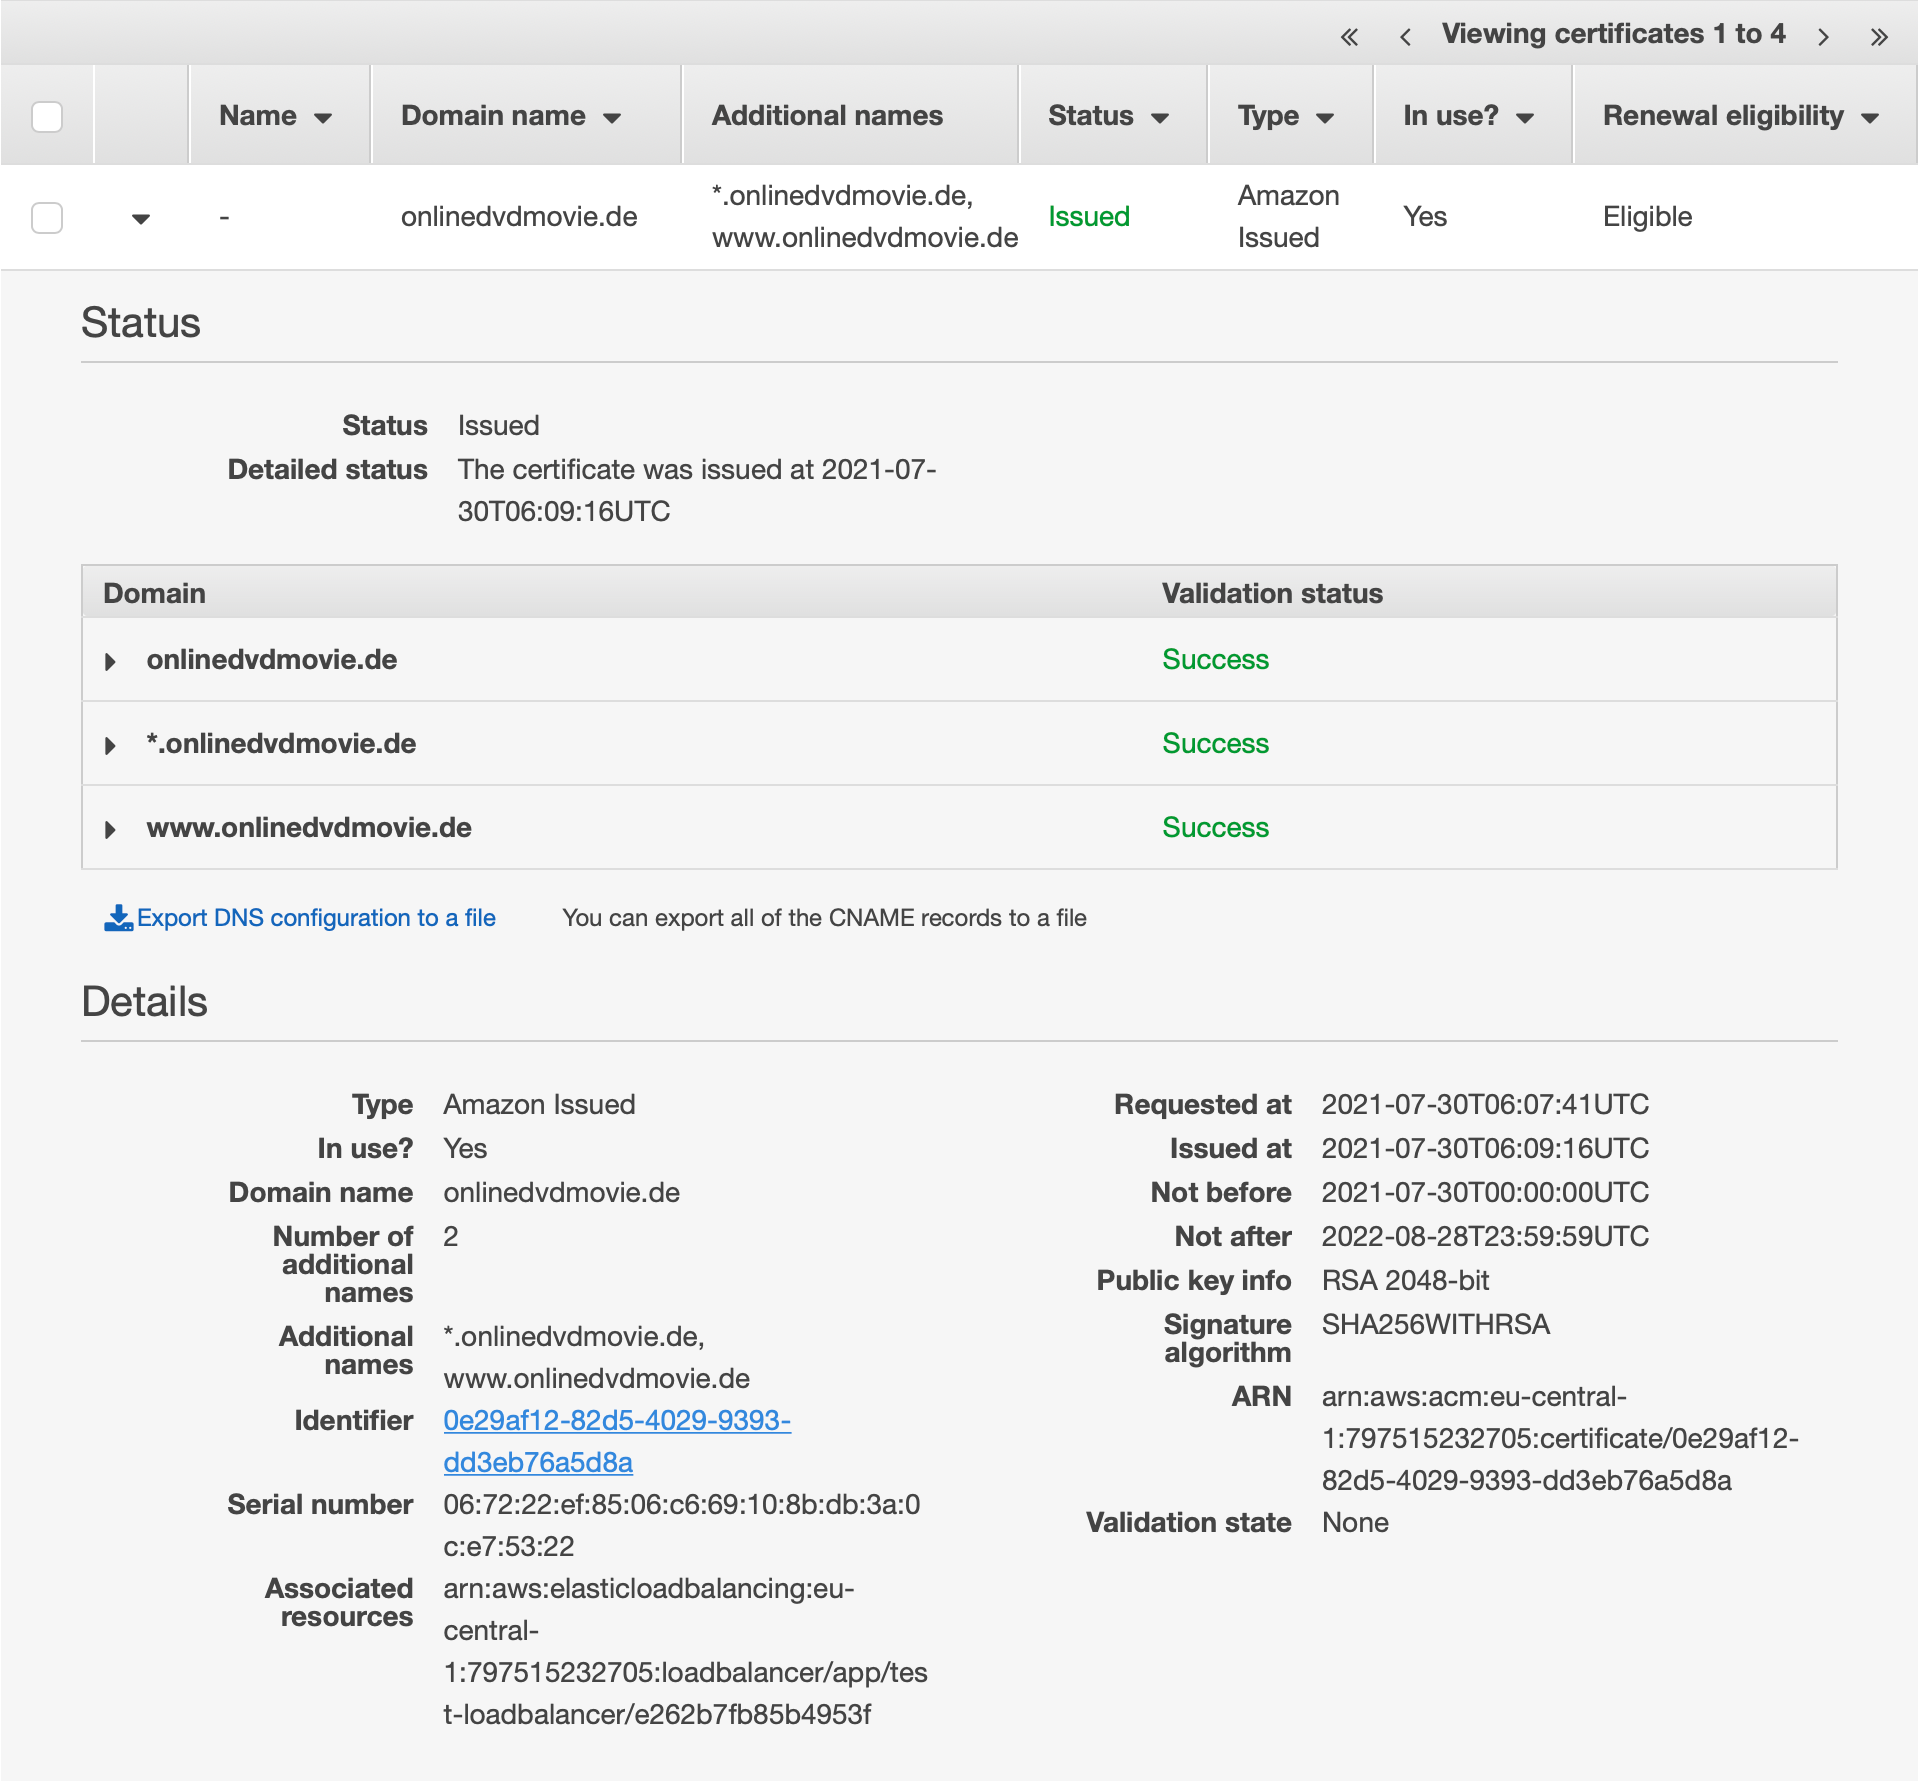 « ‹ Viewing certificates 1 to 4 › »
Name Domain name Additional names Status Type In use? Renewal eligibility
- onlinedvdmovie.de *.onlinedvdmovie.de, www.onlinedvdmovie.de Issued Amazon Issued Yes Eligible
Status
Status Issued
Detailed status The certificate was issued at 2021-07-
30T06:09:16UTC
Domain Validation status
onlinedvdmovie.de Success
*.onlinedvdmovie.de Success
www.onlinedvdmovie.de Success
Export DNS configuration to a file You can export all of the CNAME records to a file
Details
Type Amazon Issued
In use? Yes
Domain name onlinedvdmovie.de
Number of additional names 2
Additional names *.onlinedvdmovie.de,
www.onlinedvdmovie.de
Identifier 0e29af12-82d5-4029-9393-
dd3eb76a5d8a
Serial number 06:72:22:ef:85:06:c6:69:10:8b:db:3a:0
c:e7:53:22
Associated resources arn:aws:elasticloadbalancing:eu-
central-
1:797515232705:loadbalancer/app/tes
t-loadbalancer/e262b7fb85b4953f
Requested at 2021-07-30T06:07:41UTC
Issued at 2021-07-30T06:09:16UTC
Not before 2021-07-30T00:00:00UTC
Not after 2022-08-28T23:59:59UTC
Public key info RSA 2048-bit
Signature algorithm SHA256WITHRSA
ARN arn:aws:acm:eu-central-
1:797515232705:certificate/0e29af12-
82d5-4029-9393-dd3eb76a5d8a
Validation state None